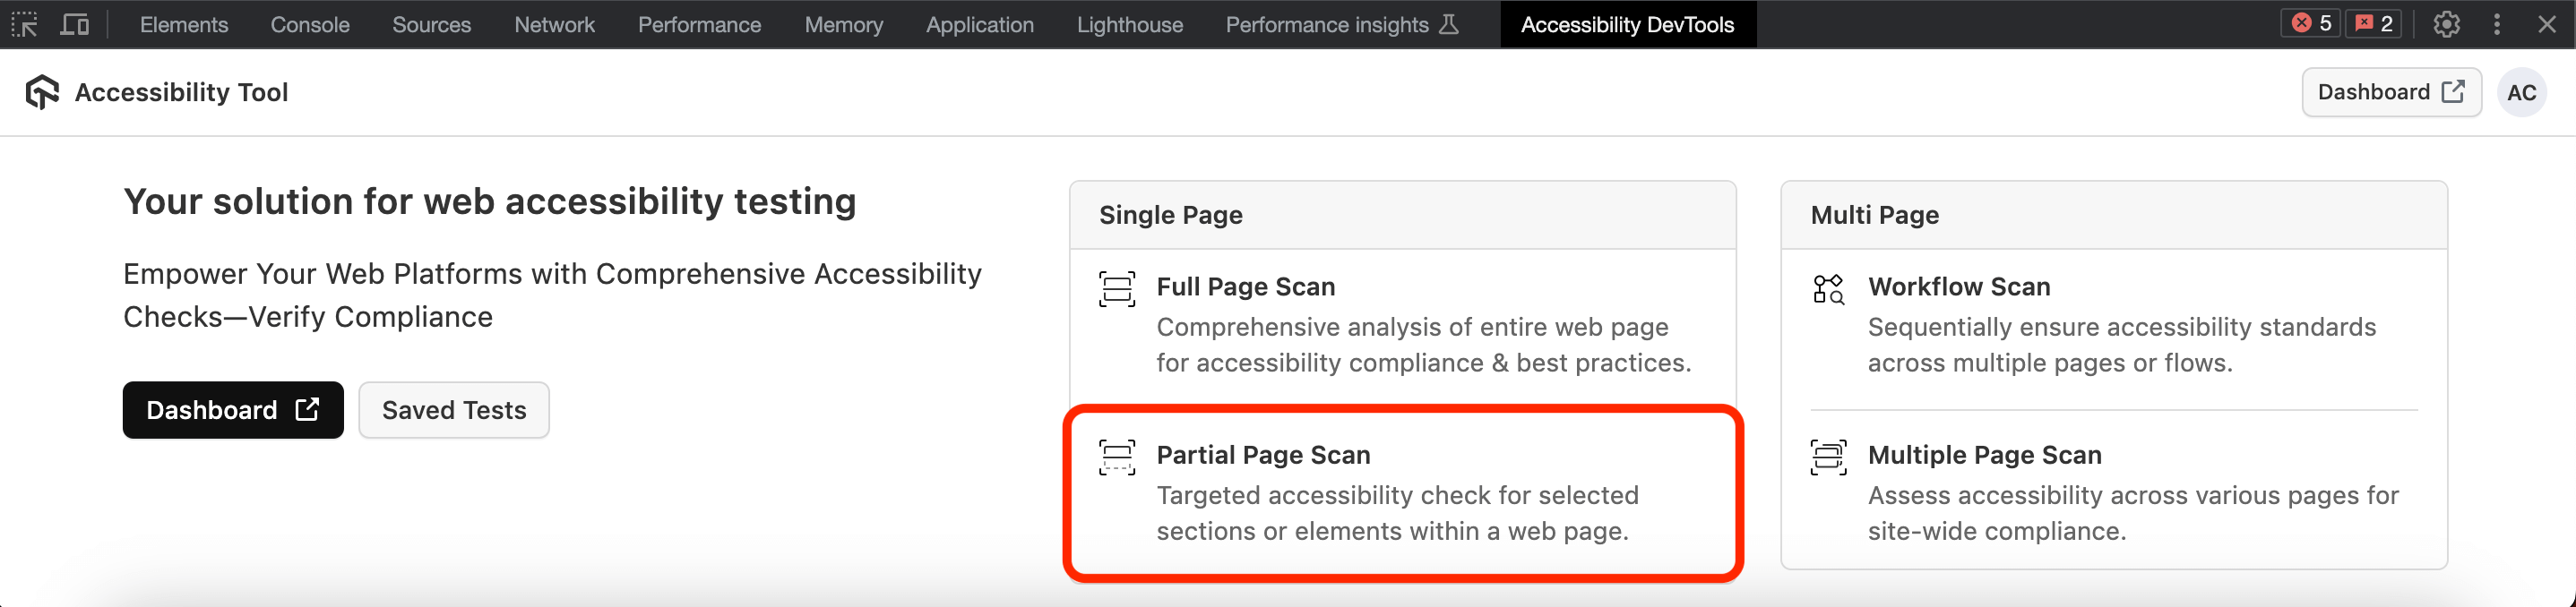 Elements Console Sources Network Performance Memory Application Lighthouse Performance insights Accessibility DevTools 5 2
Accessibility Tool
Dashboard AC
Your solution for web accessibility testing
Empower Your Web Platforms with Comprehensive Accessibility
Checks—Verify Compliance
Dashboard Saved Tests
Single Page
Full Page Scan
Comprehensive analysis of entire web page
for accessibility compliance & best practices.
Partial Page Scan
Targeted accessibility check for selected
sections or elements within a web page.
Multi Page
Workflow Scan
Sequentially ensure accessibility standards
across multiple pages or flows.
Multiple Page Scan
Assess accessibility across various pages for
site-wide compliance.